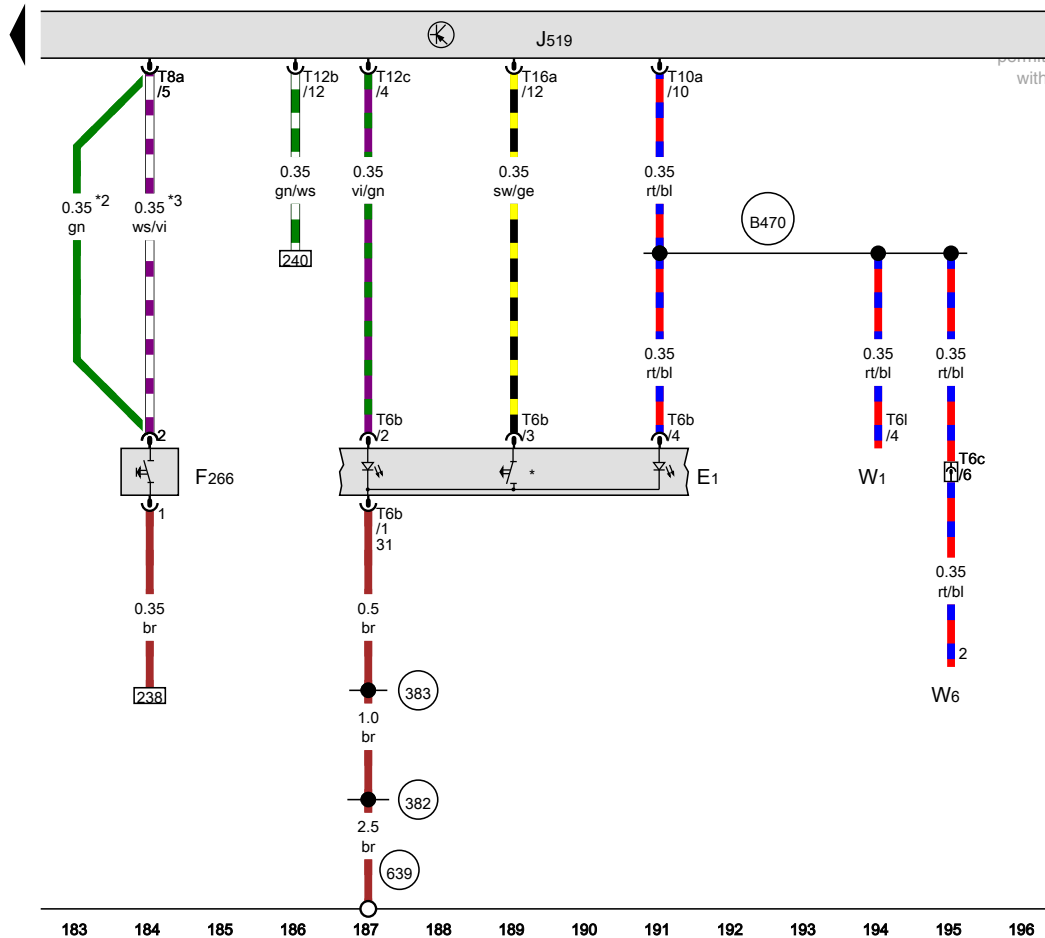 J519
permi
with
T8a
/5
T12b
/12
T12c
/4
T16a
/12
T10a
/10
0.35 *2
gn
0.35 *3
ws/vi
0.35
gn/ws
0.35
vi/gn
0.35
sw/ge
0.35
rt/bl
B470
240
0.35
rt/bl
0.35
rt/bl
0.35
rt/bl
2
T6b
/2
T6b
/3
T6b
/4
T6l
/4
F266
*
E1
W1
T6c
/6
1
T6b
/1
31
0.35
br
0.5
br
0.35
rt/bl
238
383
2
W6
1.0
br
382
2.5
br
639
183 184 185 186 187 188 189 190 191 192 193 194 195 196